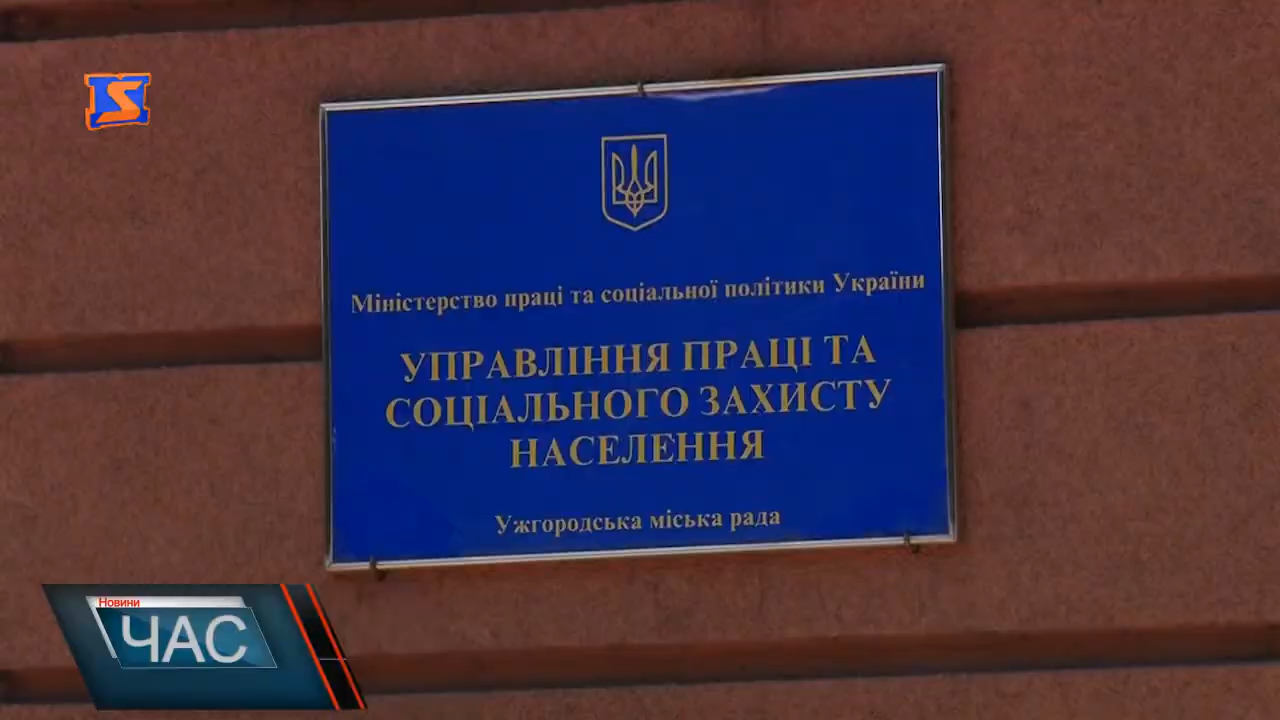 Міністерство праці та соціальної політики України
УПРАВЛІННЯ ПРАЦІ ТА
СОЦІАЛЬНОГО ЗАХИСТУ
НАСЕЛЕННЯ
Ужгородська міська рада
Новини
ЧАС